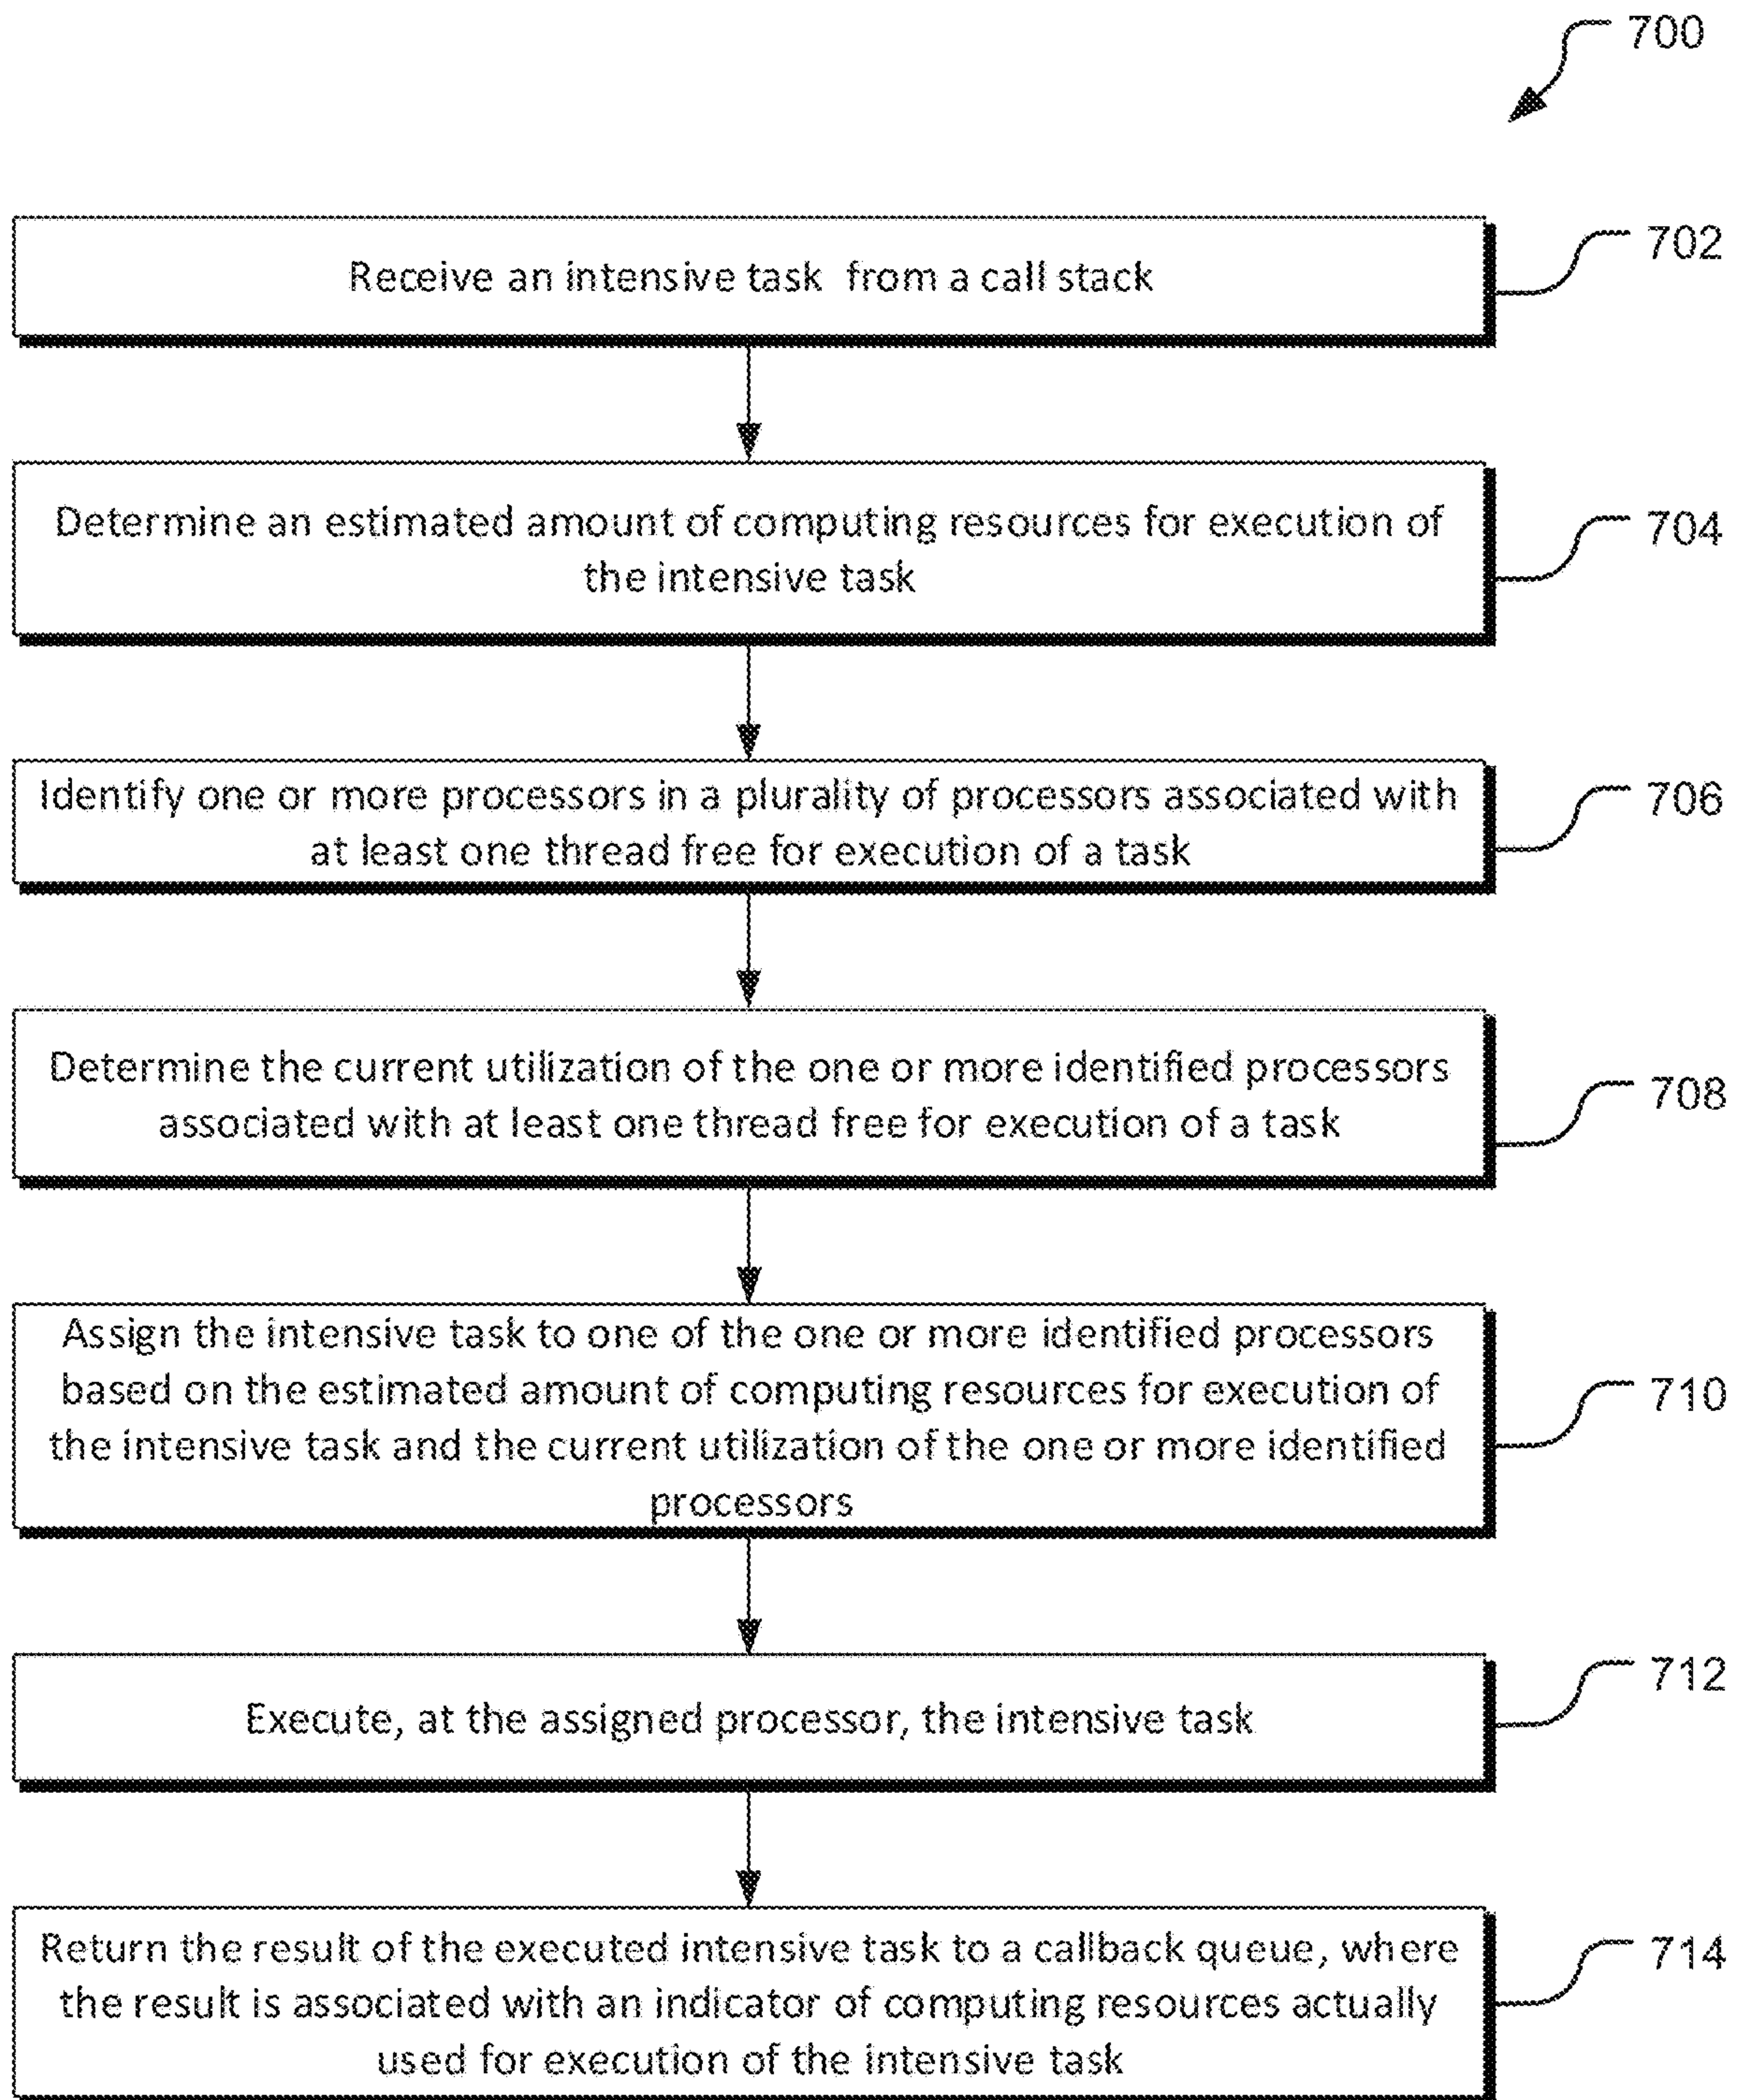 700
Receive an intensive task from a call stack
702
Determine an estimated amount of computing resources for execution of
the intensive task
704
Identify one or more processors in a plurality of processors associated with
at least one thread free for execution of a task
706
Determine the current utilization of the one or more identified processors
associated with at least one thread free for execution of a task
708
Assign the intensive task to one of the one or more identified processors
based on the estimated amount of computing resources for execution of
the intensive task and the current utilization of the one or more identified
processors
710
Execute, at the assigned processor, the intensive task
712
Return the result of the executed intensive task to a callback queue, where
the result is associated with an indicator of computing resources actually
used for execution of the intensive task
714